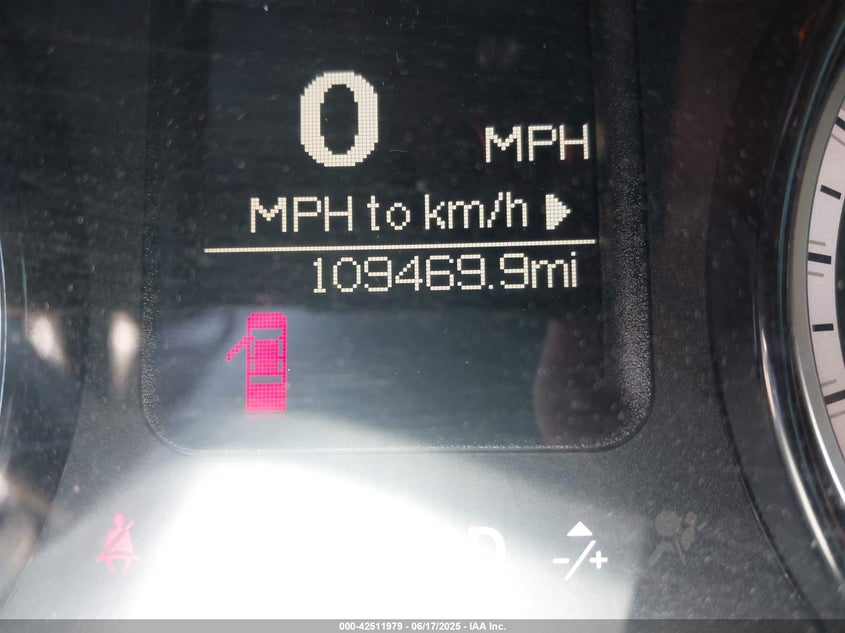 0 MPH
MPH to km/h ▶
109469.9mi
D -/+
000-42511979 - 06/17/2025 - IAA Inc.